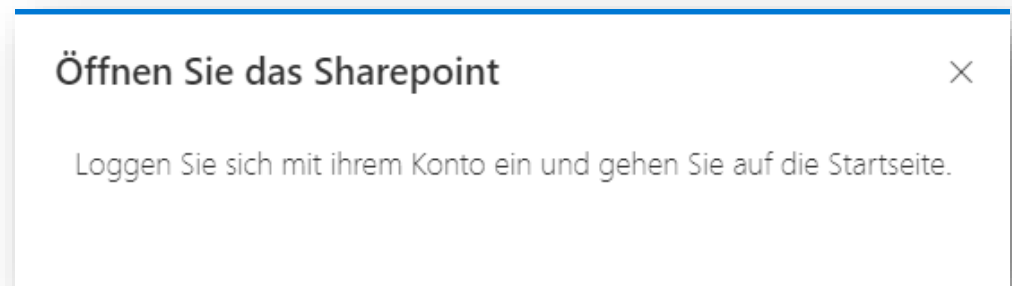 Öffnen Sie das Sharepoint
Loggen Sie sich mit ihrem Konto ein und gehen Sie auf die Startseite.